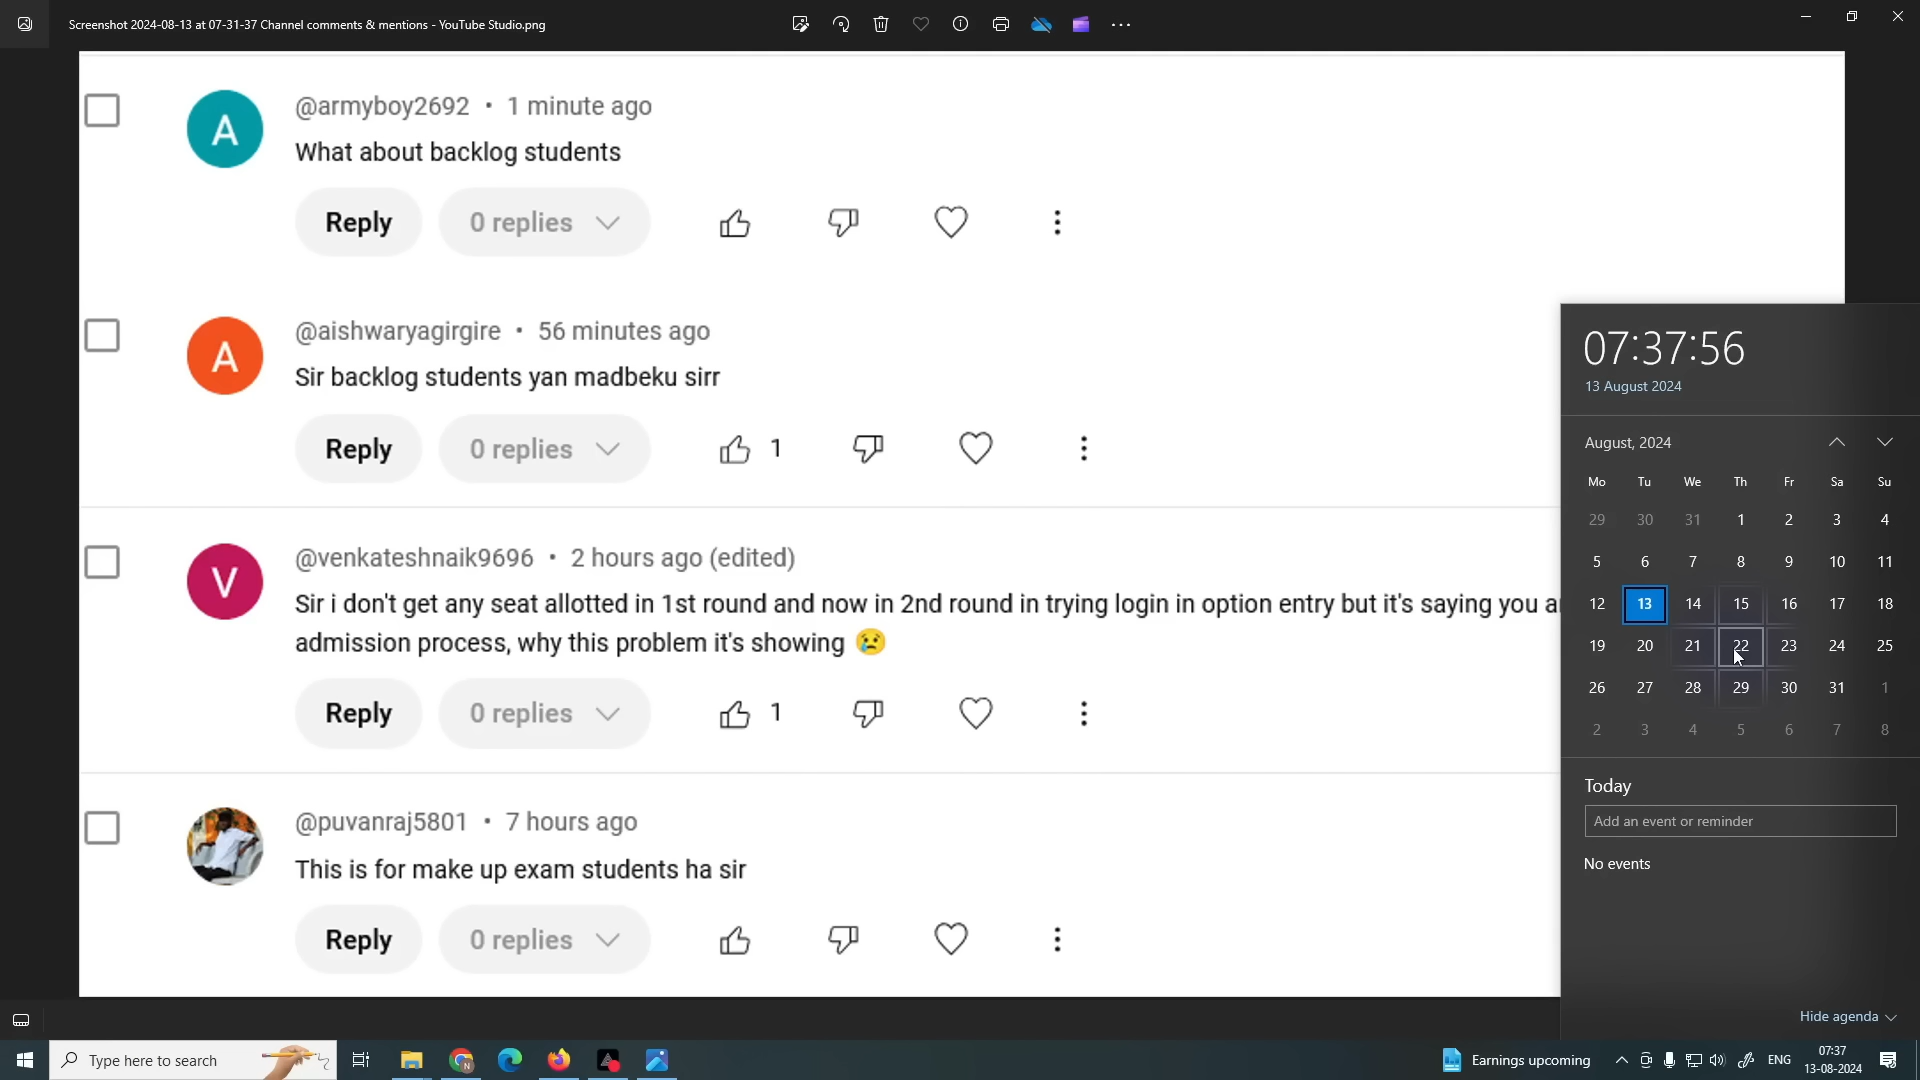 Screenshot 2024-08-13 at 07-31-37 Channel comments & mentions - YouTube Studio.png
A
@armyboy2692 • 1 minute ago
What about backlog students
Reply
0 replies
A
@aishwaryagirgire • 56 minutes ago
Sir backlog students yan madbeku sirr
Reply
0 replies
1
V
@venkateshnaik9696 • 2 hours ago (edited)
Sir i don't get any seat allotted in 1st round and now in 2nd round in trying login in option entry but it's saying you
admission process, why this problem it's showing 😢
Reply
0 replies
1
@puvanraj5801 • 7 hours ago
This is for make up exam students ha sir
Reply
0 replies
07:37:56
13 August 2024
August, 2024
Mo Tu We Th Fr Sa Su
29 30 31 1 2 3 4
5 6 7 8 9 10 11
12 13 14 15 16 17 18
19 20 21 22 23 24 25
26 27 28 29 30 31 1
2 3 4 5 6 7 8
Today
Add an event or reminder
No events
Hide agenda
Type here to search
N
Earnings upcoming
ENG
07:37
13-08-2024